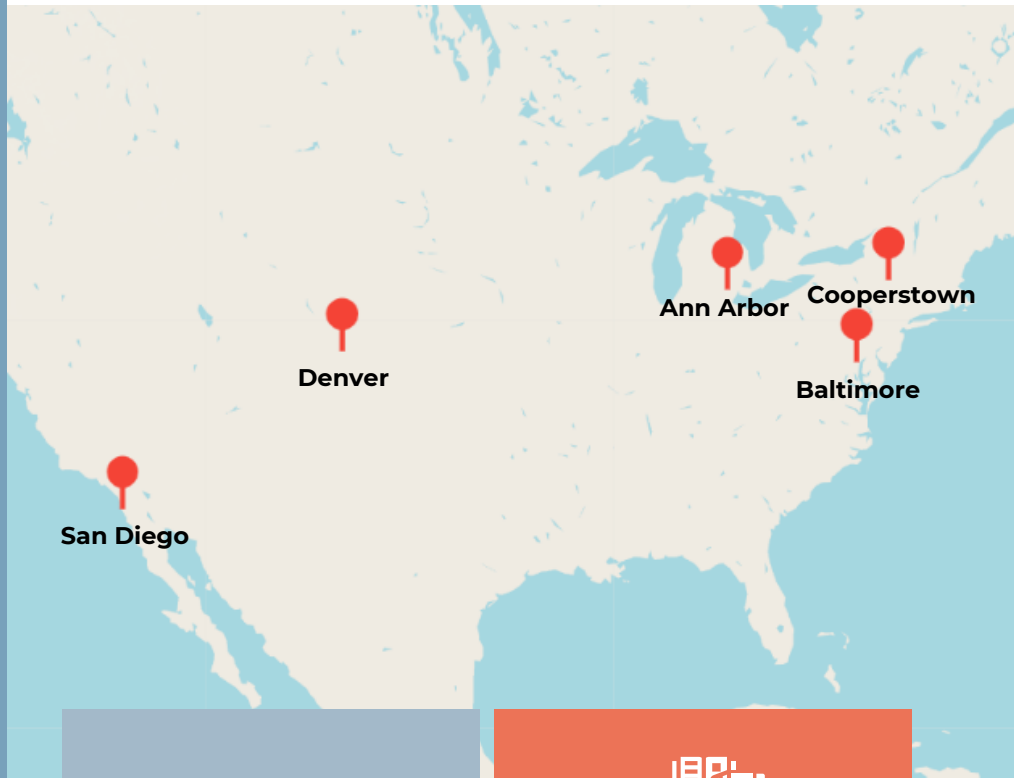 Cooperstown
Ann Arbor
Denver
Baltimore
San Diego